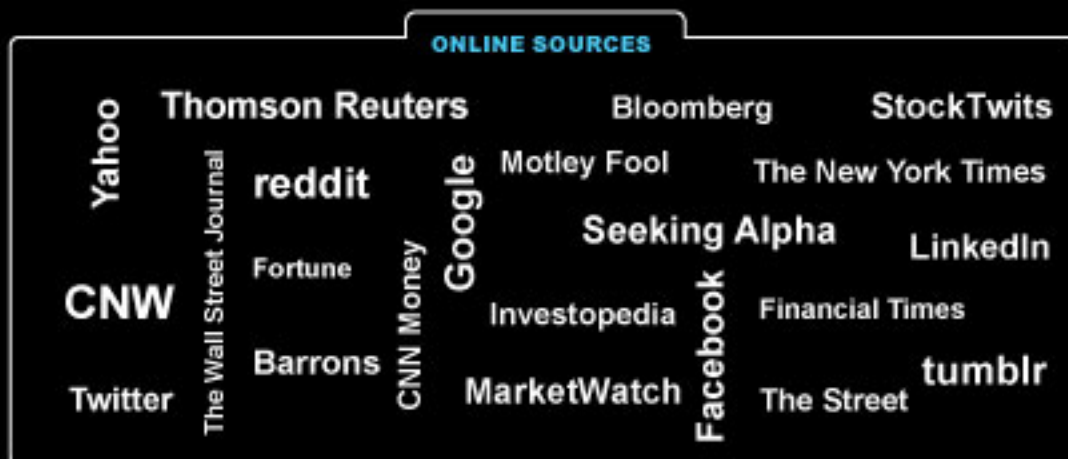 ONLINE SOURCES
Yahoo
Thomson Reuters
Bloomberg
StockTwits
The Wall Street Journal
reddit
Google
Motley Fool
The New York Times
Seeking Alpha
LinkedIn
CNW
Fortune
CNN Money
Investopedia
Facebook
Financial Times
Twitter
Barrons
MarketWatch
The Street
tumblr